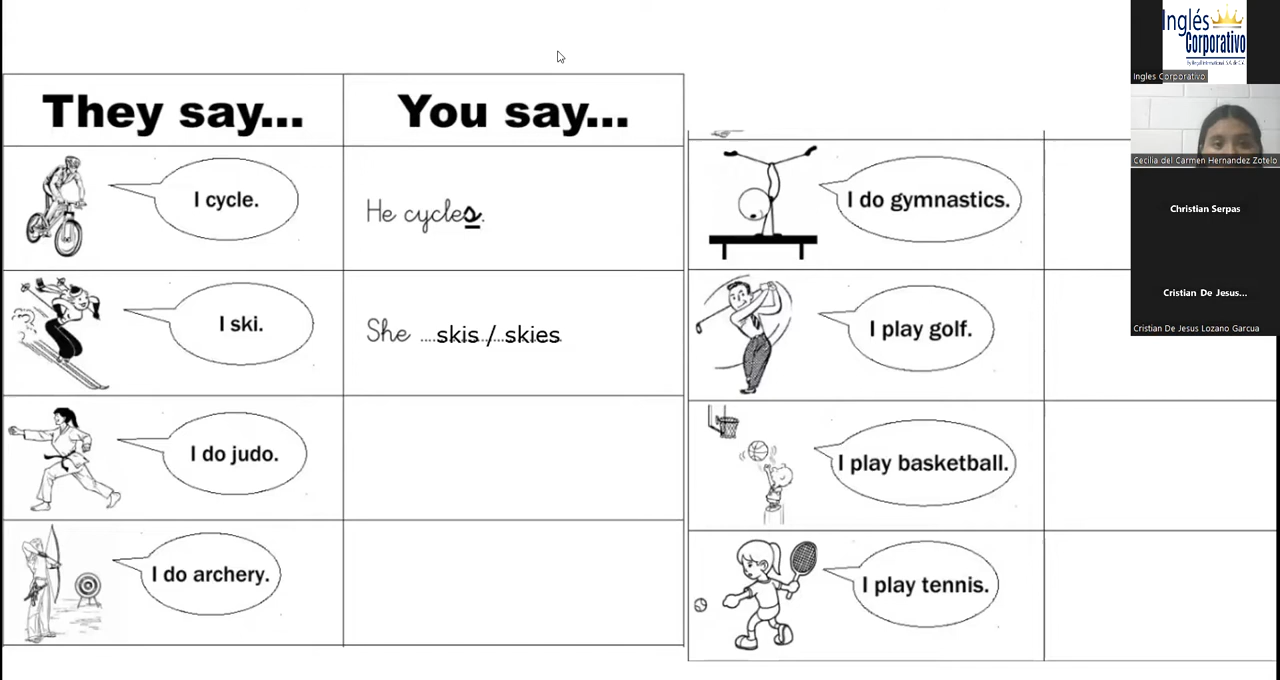 They say...
You say...
I cycle.
He cycles.
I ski.
She ....skis / skies
I do judo.
I do archery.
I do gymnastics.
I play golf.
I play basketball.
I play tennis.
Inglés
Corporativo
Ingles Corporativo
Cecilia del Carmen Hernandez Zotelo
Christian Serpas
Cristian De Jesus...
Cristian De Jesus Lozano Garcua